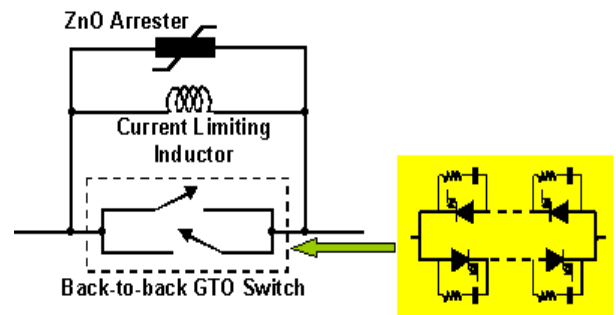 ZnO Arrester
Current Limiting
Inductor
Back-to-back GTO Switch